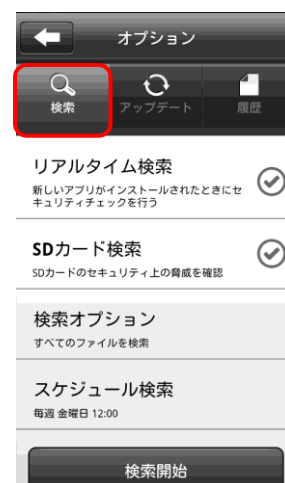 オプション
検索
アップデート
履歴
リアルタイム検索
新しいアプリがインストールされたときにセ
キュリティチェックを行う
SDカード検索
SDカードのセキュリティ上の脅威を確認
検索オプション
すべてのファイルを検索
スケジュール検索
毎週 金曜日 12:00
検索開始